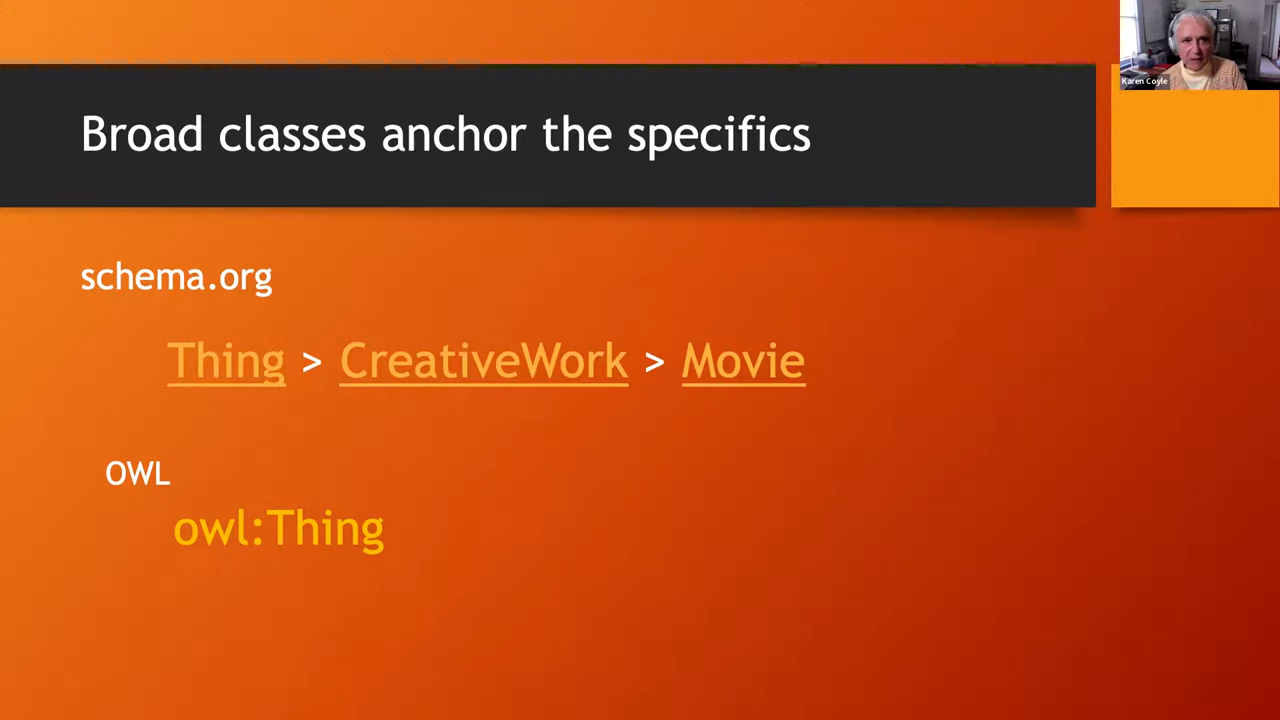 Karen Coyle
Broad classes anchor the specifics
schema.org
Thing > CreativeWork > Movie
OWL
owl:Thing